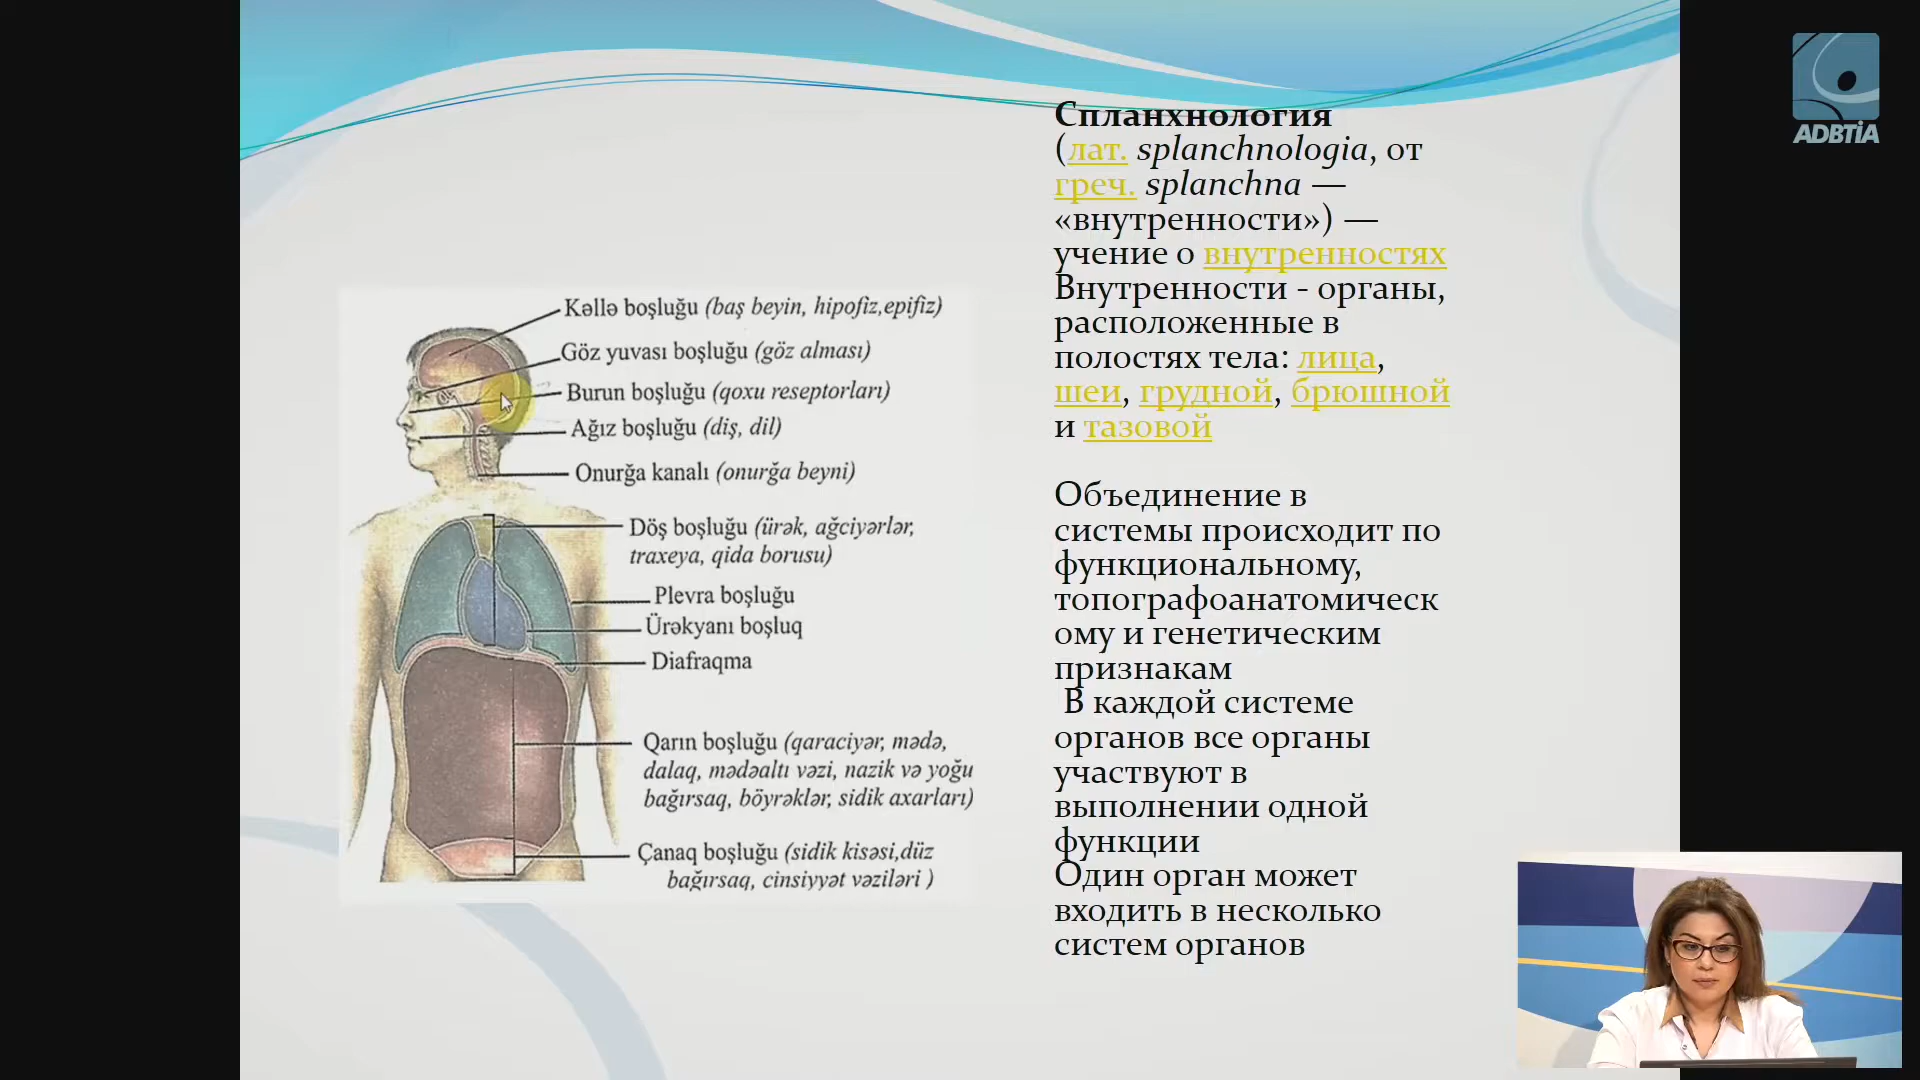 Спланхнология
(лат. splanchnologia, от
греч. splanchna —
«внутренности») —
учение о внутренностях
Внутренности - органы,
расположенные в
полостях тела: лица,
шеи, грудной, брюшной
и тазовой
Объединение в
системы происходит по
функциональному,
топографоанатомическ
ому и генетическим
признакам
В каждой системе
органов все органы
участвуют в
выполнении одной
функции
Один орган может
входить в несколько
систем органов
Kəllə boşluğu (baş beyin, hipofiz,epifiz)
Göz yuvası boşluğu (göz alması)
Burun boşluğu (qoxu reseptorları)
Ağız boşluğu (diş, dil)
Onurğa kanalı (onurğa beyni)
Döş boşluğu (ürək, ağciyərlər,
traxeya, qida borusu)
Plevra boşluğu
Ürəkyanı boşluq
Diafraqma
Qarın boşluğu (qaraciyər, mədə,
dalaq, mədəaltı vəzi, nazik və yoğu
bağırsaq, böyrəklər, sidik axarları)
Çanaq boşluğu (sidik kisəsi,düz
bağırsaq, cinsiyyət vəziləri )
ADBTİA